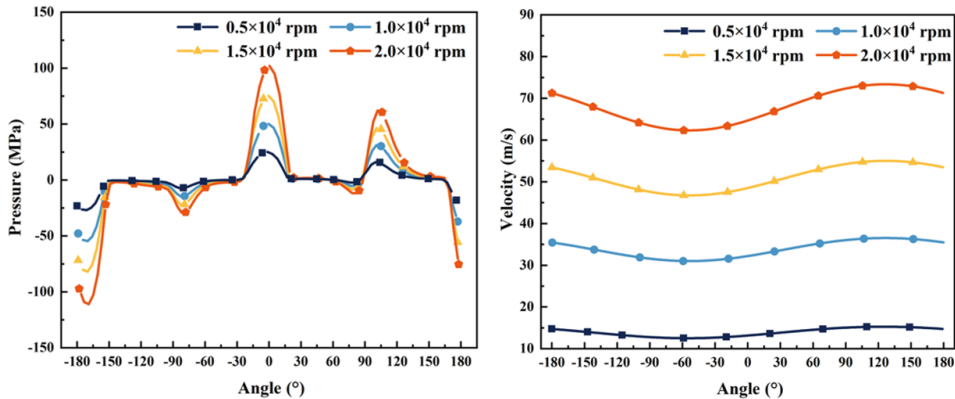 0.5×10⁴ rpm 1.0×10⁴ rpm
1.5×10⁴ rpm 2.0×10⁴ rpm
150
100
50
0
-50
-100
-150
Pressure (MPa)
-180 -150 -120 -90 -60 -30 0 30 60 90 120 150 180
Angle (°)
0.5×10⁴ rpm 1.0×10⁴ rpm
1.5×10⁴ rpm 2.0×10⁴ rpm
90
80
70
60
50
40
30
20
10
Velocity (m/s)
-180 -150 -120 -90 -60 -30 0 30 60 90 120 150 180
Angle (°)